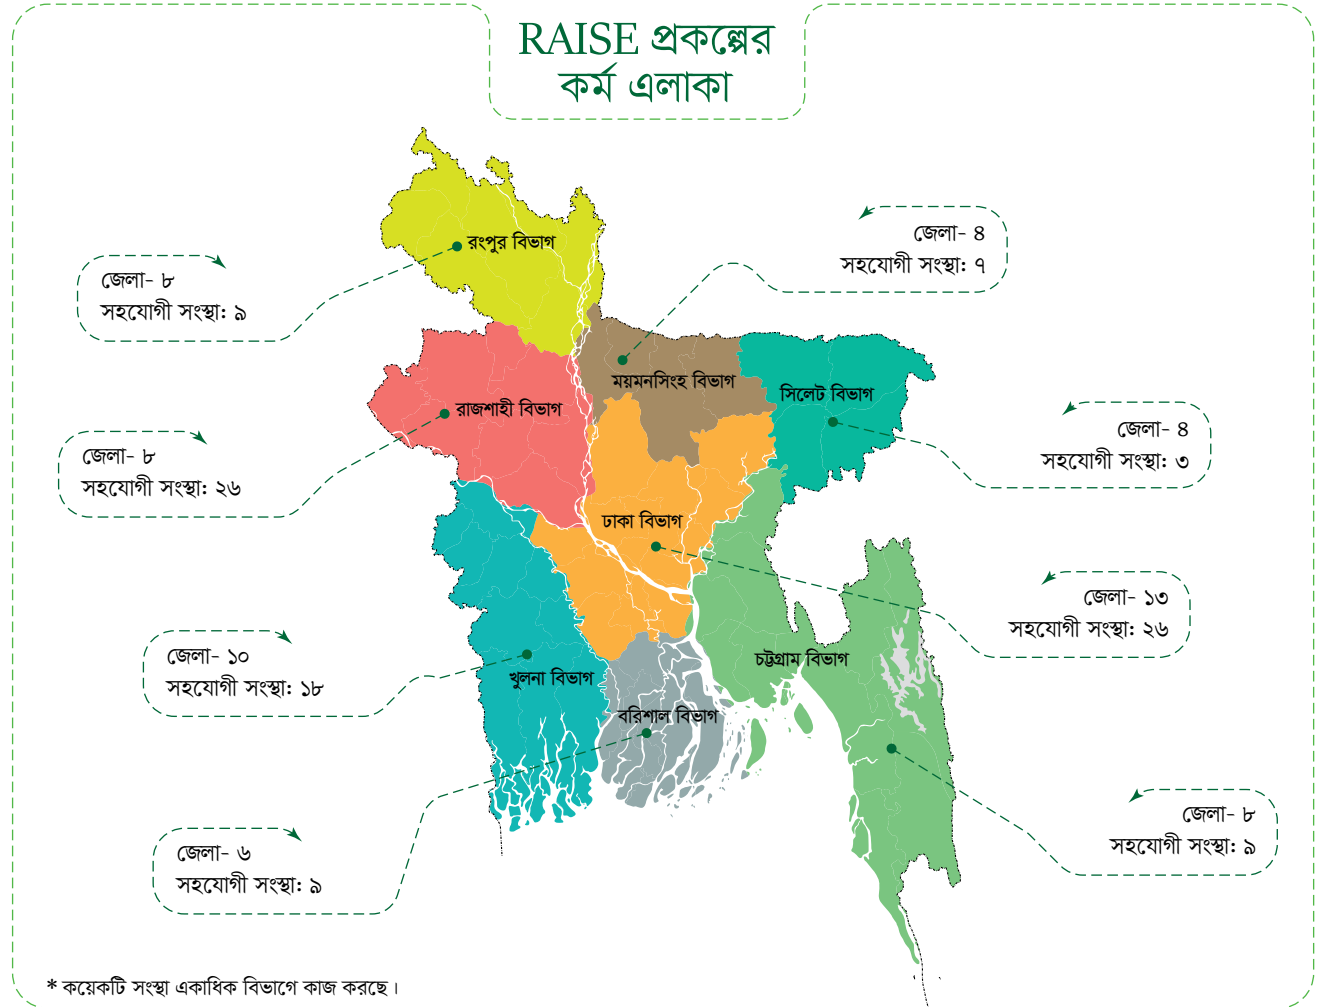 RAISE প্রকল্পের
কর্ম এলাকা
রংপুর বিভাগ
জেলা- ৮
সহযোগী সংস্থা: ৯
জেলা- ৪
সহযোগী সংস্থা: ৭
ময়মনসিংহ বিভাগ
সিলেট বিভাগ
রাজশাহী বিভাগ
জেলা- ৮
সহযোগী সংস্থা: ২৬
জেলা- ৪
সহযোগী সংস্থা: ৩
ঢাকা বিভাগ
জেলা- ১৩
সহযোগী সংস্থা: ২৬
জেলা- ১০
সহযোগী সংস্থা: ১৮
খুলনা বিভাগ
চট্টগ্রাম বিভাগ
বরিশাল বিভাগ
জেলা- ৬
সহযোগী সংস্থা: ৯
জেলা- ৮
সহযোগী সংস্থা: ৯
* কয়েকটি সংস্থা একাধিক বিভাগে কাজ করছে।